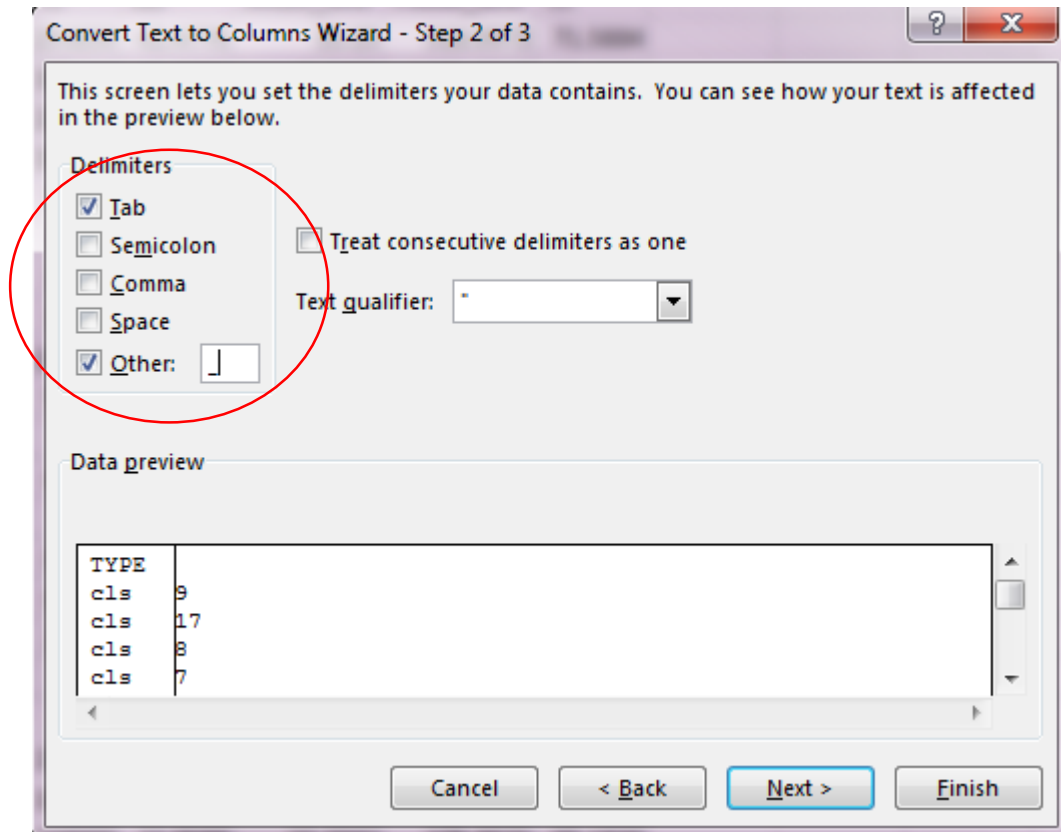 Convert Text to Columns Wizard - Step 2 of 3
?
This screen lets you set the delimiters your data contains. You can see how your text is affected
in the preview below.
Delimiters
Tab
Semicolon
Comma
Space
Other: _
Treat consecutive delimiters as one
Text qualifier: "
Data preview
TYPE
cls 9
cls 17
cls 8
cls 7
Cancel
< Back
Next >
Finish